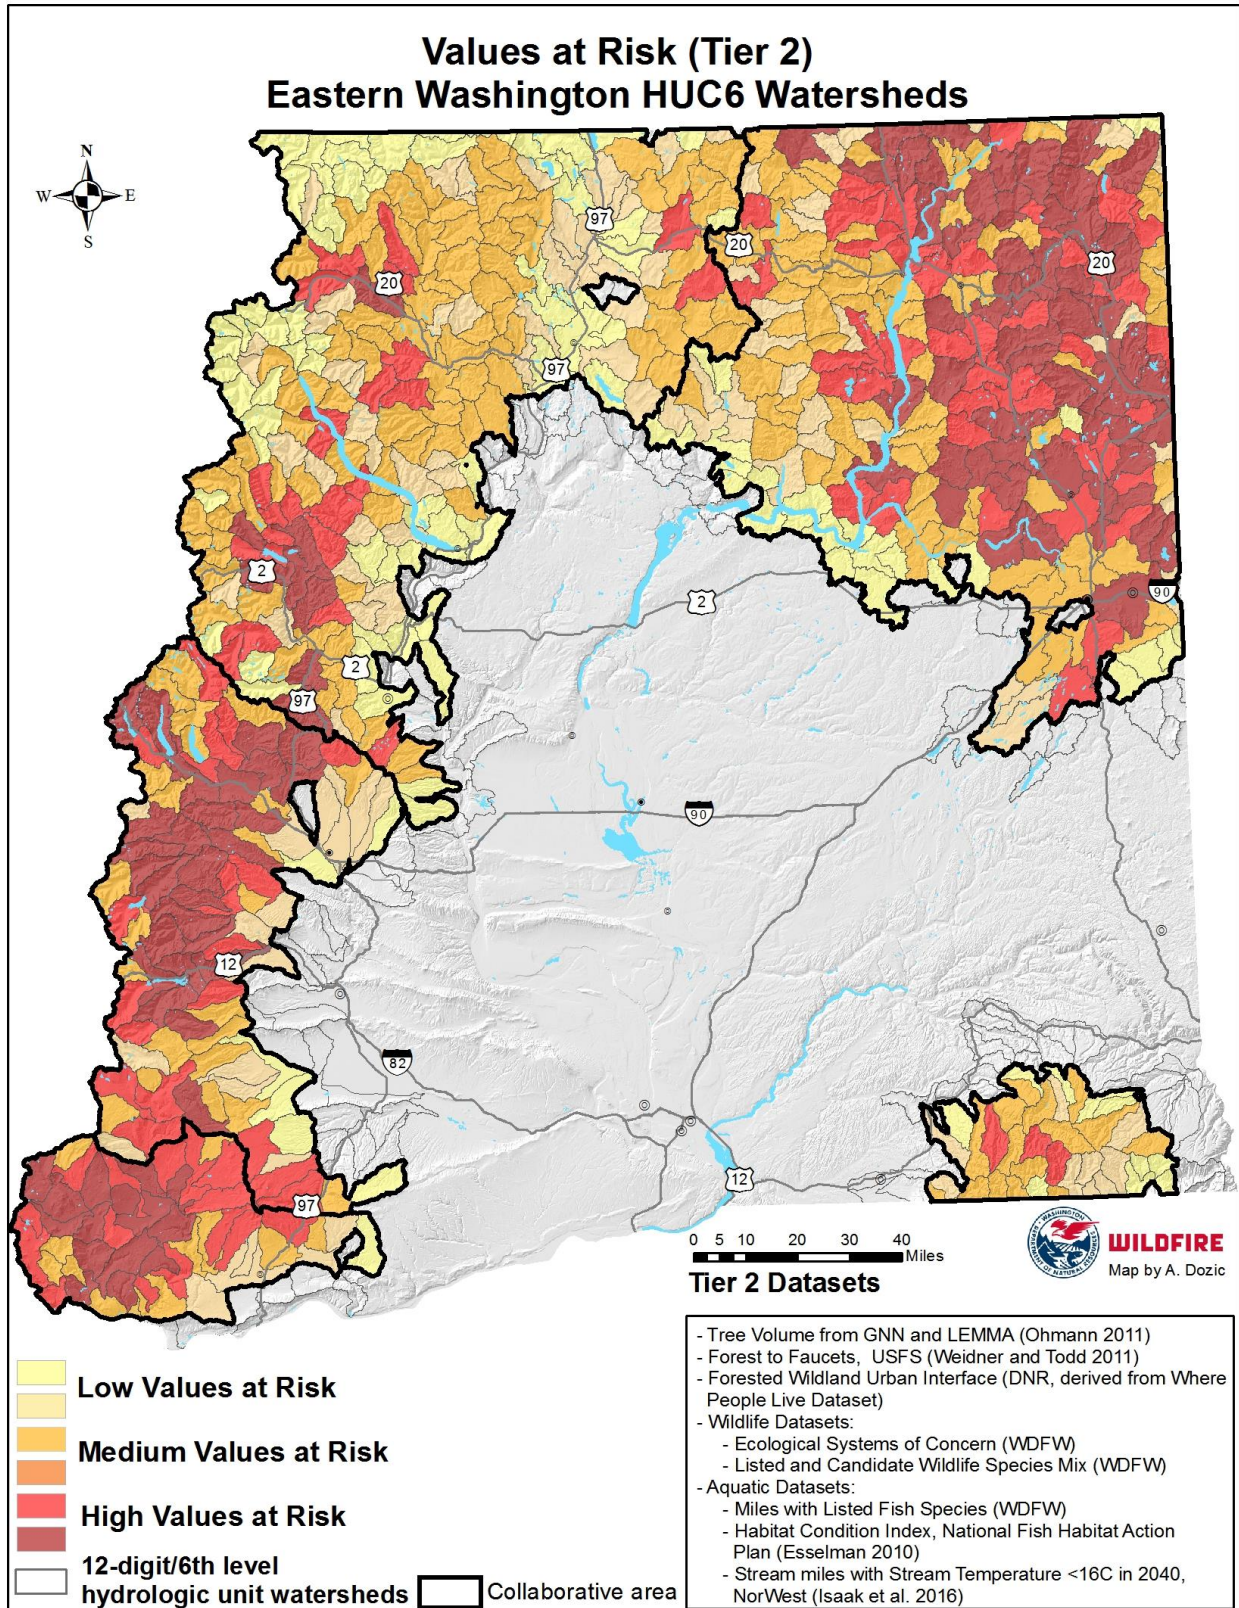 Values at Risk (Tier 2)
Eastern Washington HUC6 Watersheds
N
W E
S
97
20
20
20
97
2
2
2
97
90
90
12
82
97
12
0 5 10 20 30 40
Miles
WASHINGTON
DEPARTMENT OF NATURAL RESOURCES
WILDFIRE
Map by A. Dozic
Tier 2 Datasets
- Tree Volume from GNN and LEMMA (Ohmann 2011)
- Forest to Faucets, USFS (Weidner and Todd 2011)
- Forested Wildland Urban Interface (DNR, derived from Where
People Live Dataset)
- Wildlife Datasets:
- Ecological Systems of Concern (WDFW)
- Listed and Candidate Wildlife Species Mix (WDFW)
- Aquatic Datasets:
- Miles with Listed Fish Species (WDFW)
- Habitat Condition Index, National Fish Habitat Action
Plan (Esselman 2010)
- Stream miles with Stream Temperature <16C in 2040,
NorWest (Isaak et al. 2016)
Low Values at Risk
Medium Values at Risk
High Values at Risk
12-digit/6th level
hydrologic unit watersheds
Collaborative area